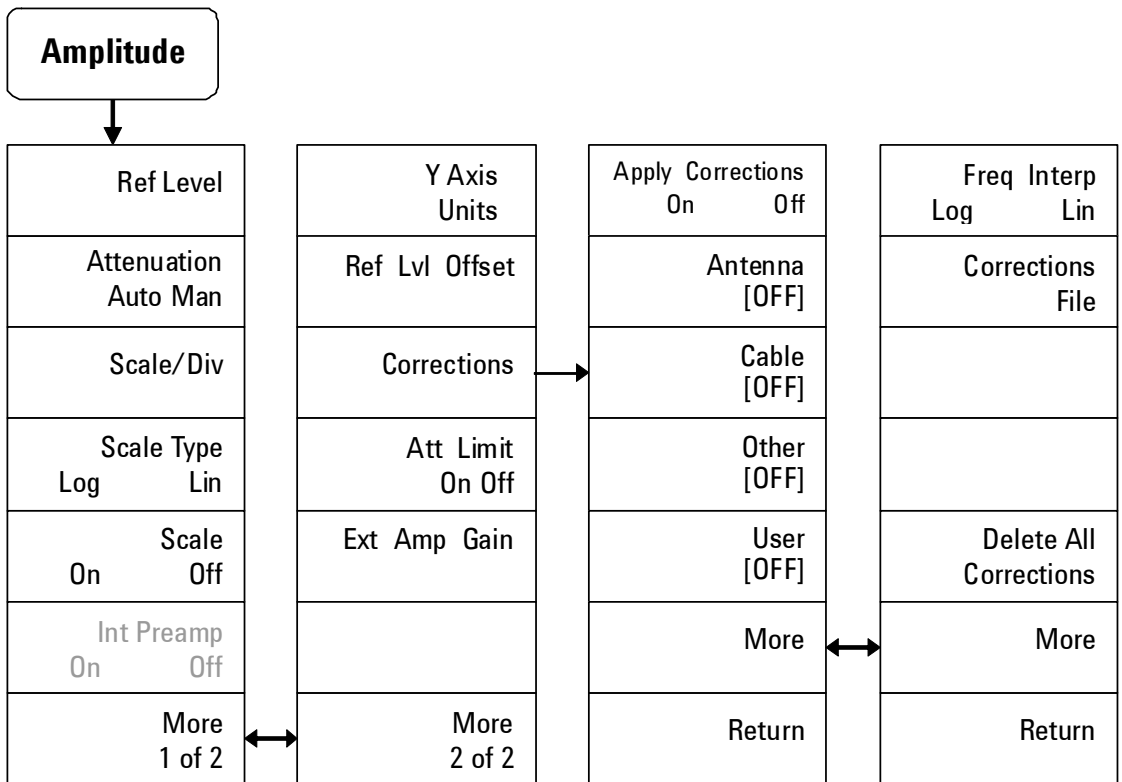 Amplitude
Ref Level
Attenuation
Auto Man
Scale/Div
Scale Type
Log Lin
Scale
On Off
Int Preamp
On Off
More
1 of 2
Y Axis
Units
Ref Lvl Offset
Corrections
Att Limit
On Off
Ext Amp Gain
More
2 of 2
Apply Corrections
On Off
Antenna
[OFF]
Cable
[OFF]
Other
[OFF]
User
[OFF]
More
Return
Freq Interp
Log Lin
Corrections
File
Delete All
Corrections
More
Return